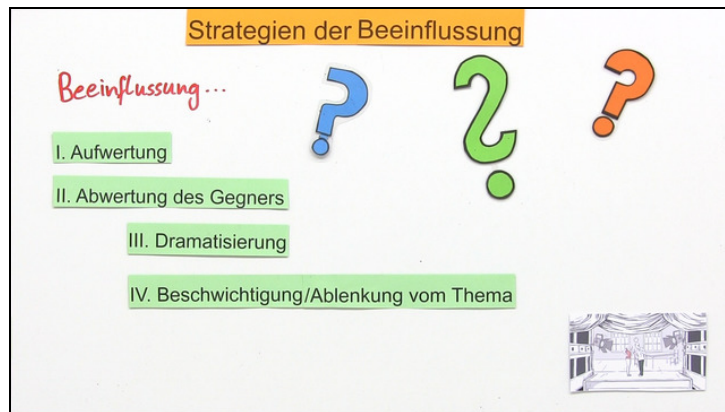 Strategien der Beeinflussung
Beeinflussung...
I. Aufwertung
II. Abwertung des Gegners
III. Dramatisierung
IV. Beschwichtigung/Ablenkung vom Thema